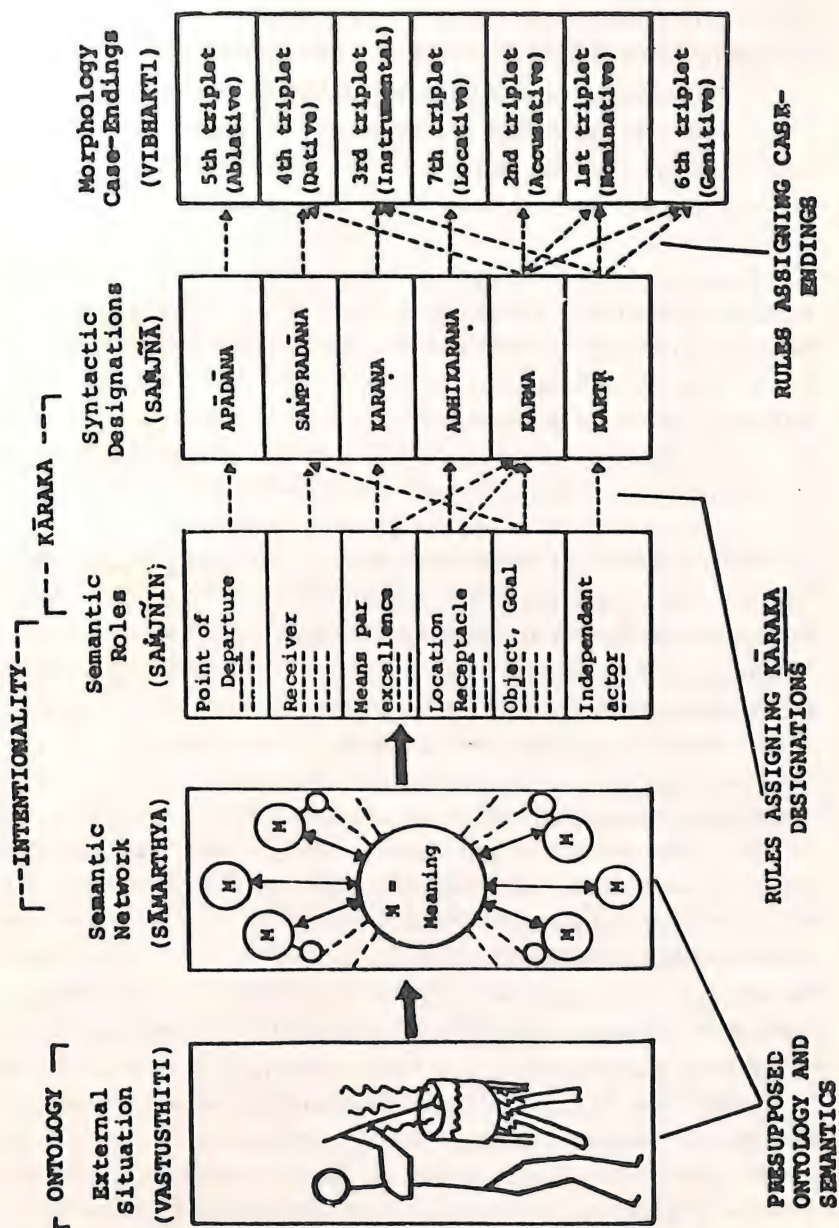 ONTOLOGY
---INTENTIONALITY---
--- KĀRAKA ---
External
Situation
(VASTUSTHITI)
Semantic
Network
(SĀMARTHYA)
Semantic
Roles
(SAṀJÑIN)
Syntactic
Designations
(SAṀJÑĀ)
Morphology
Case-Endings
(VIBHAKTI)
M
M
M
M =
Meaning
M
M
M
Point of
Departure
Receiver
Means par
excellence
Location
Receptacle
Object, Goal
Independent
actor
APĀDĀNA
SAṀPRADĀNA
KARAṆA
ADHIKARAṆA
KARMA
KARTṚ
5th triplet
(Ablative)
4th triplet
(Dative)
3rd triplet
(Instrumental)
7th triplet
(Locative)
2nd triplet
(Accusative)
1st triplet
(Nominative)
6th triplet
(Genitive)
PRESUPPOSED
ONTOLOGY AND
SEMANTICS
RULES ASSIGNING KĀRAKA
DESIGNATIONS
RULES ASSIGNING CASE-
ENDINGS